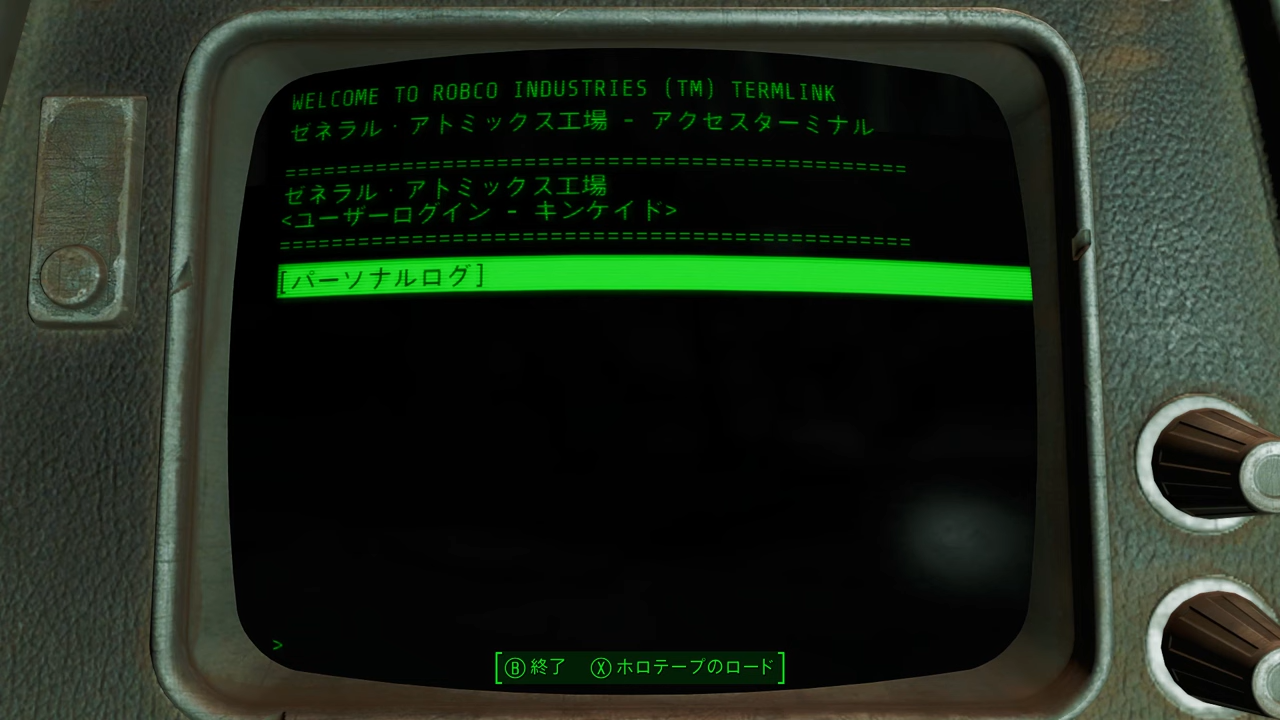 WELCOME TO ROBCO INDUSTRIES (TM) TERMLINK
ゼネラル・アトミックス工場 - アクセスターミナル
===================================================
ゼネラル・アトミックス工場
<ユーザーログイン - キンケイド>
===================================================
[パーソナルログ]
>
Ⓑ 終了 Ⓧ ホロテープのロード